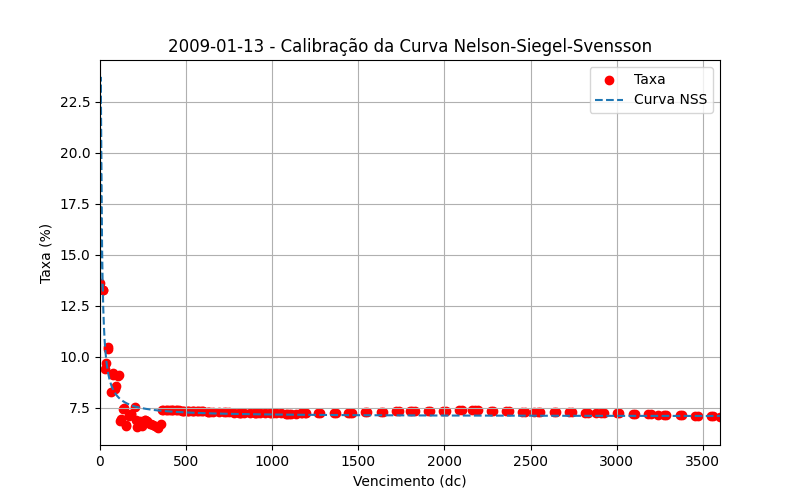 2009-01-13 - Calibração da Curva Nelson-Siegel-Svensson
Taxa
Curva NSS
Taxa (%)
22.5
20.0
17.5
15.0
12.5
10.0
7.5
0 500 1000 1500 2000 2500 3000 3500
Vencimento (dc)